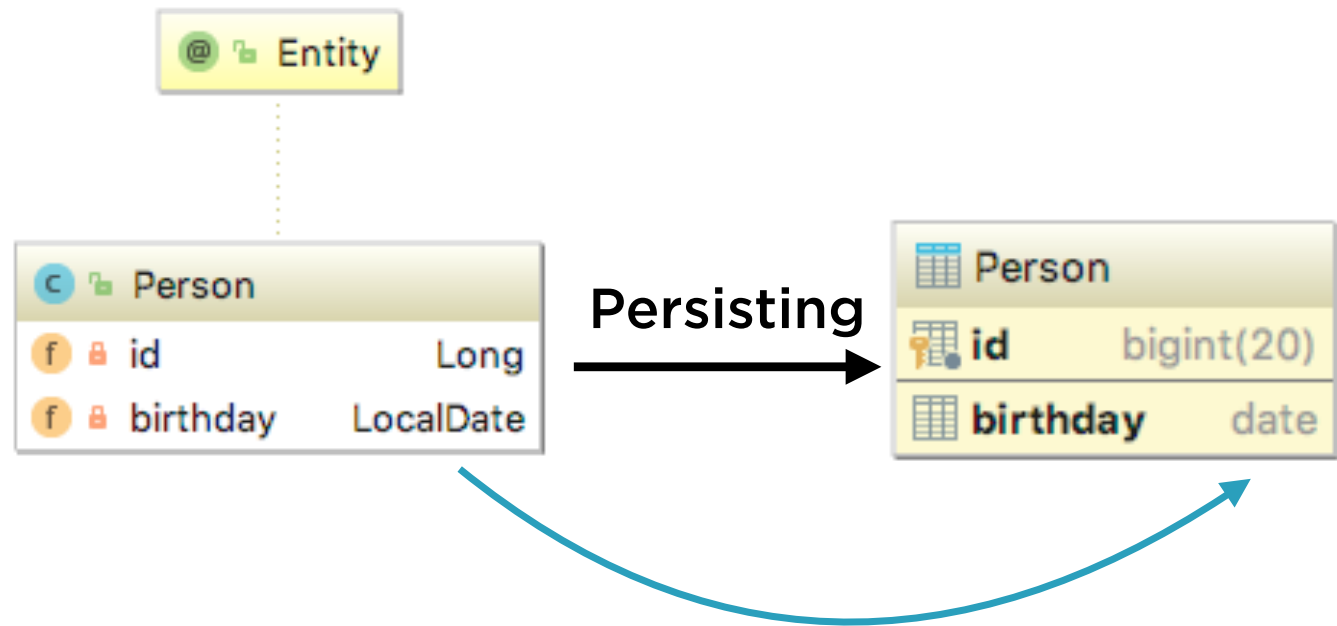 @ Entity
C Person
f id Long
f birthday LocalDate
Persisting
Person
id bigint(20)
birthday date